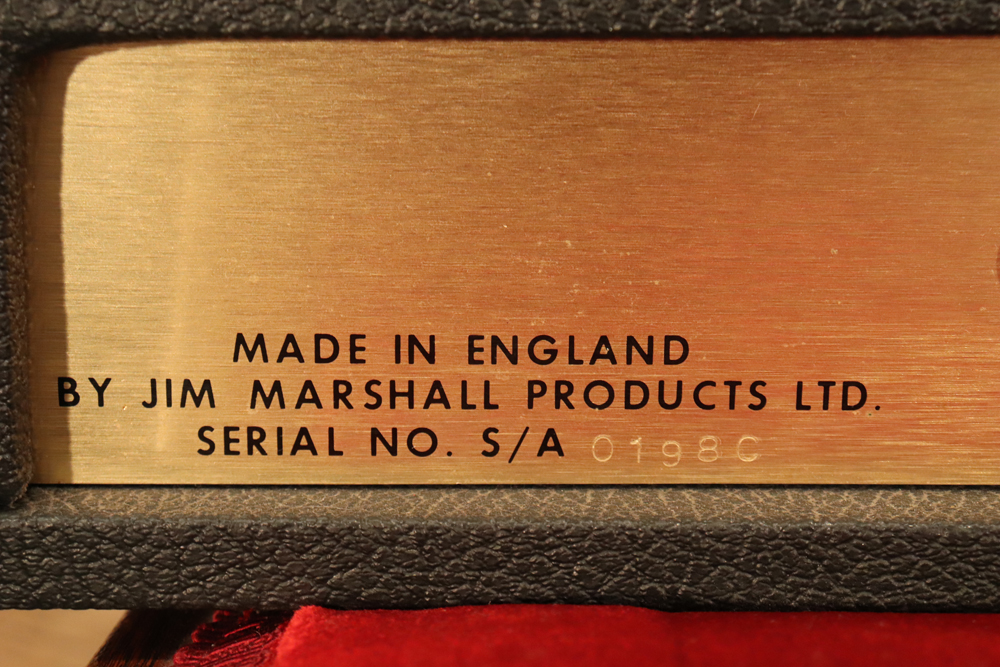 MADE IN ENGLAND
BY JIM MARSHALL PRODUCTS LTD.
SERIAL NO. S/A 0198C